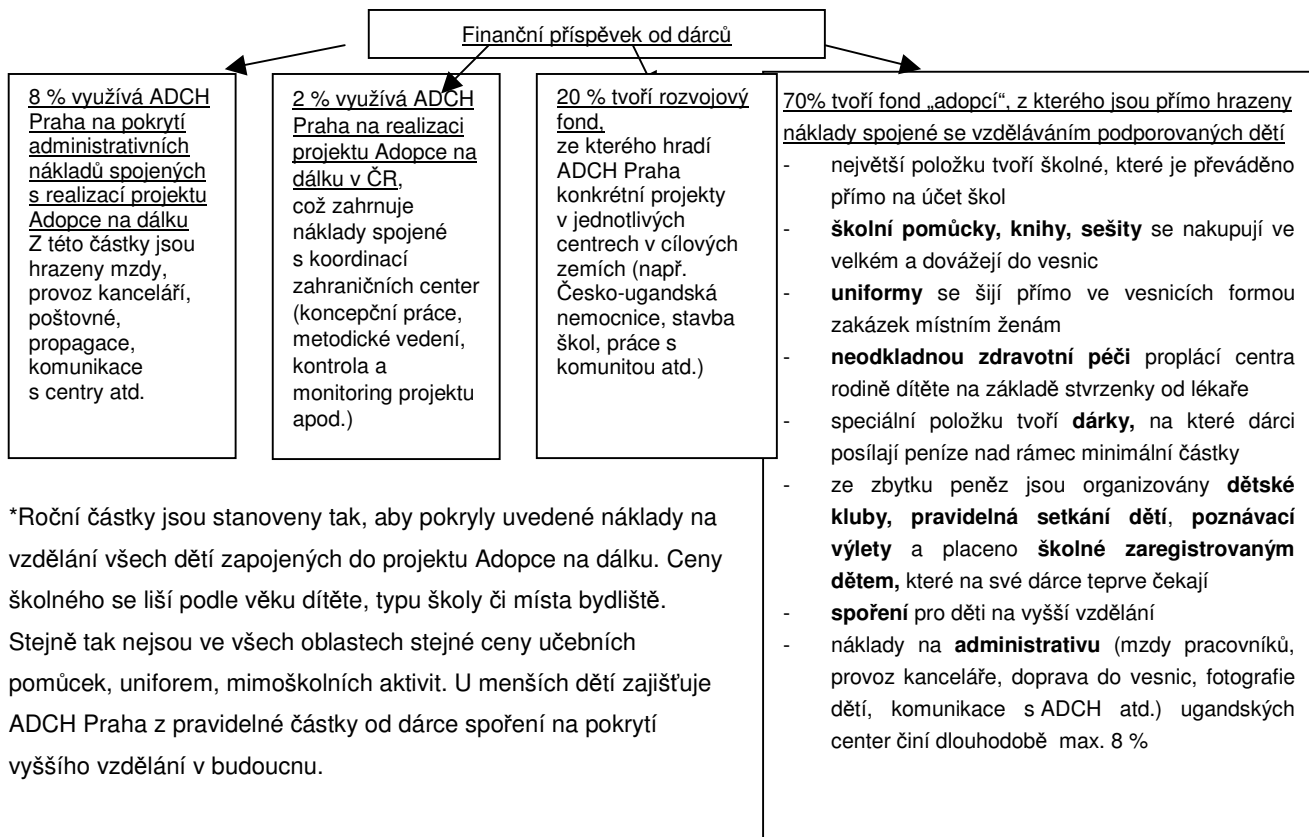 Finanční příspěvek od dárců
8 % využívá ADCH
Praha na pokrytí
administrativních
nákladů spojených
s realizací projektu
Adopce na dálku
Z této částky jsou
hrazeny mzdy,
provoz kanceláří,
poštovné,
propagace,
komunikace
s centry atd.
2 % využívá ADCH
Praha na realizaci
projektu Adopce na
dálku v ČR,
což zahrnuje
náklady spojené
s koordinací
zahraničních center
(koncepční práce,
metodické vedení,
kontrola a
monitoring projektu
apod.)
20 % tvoří rozvojový
fond,
ze kterého hradí
ADCH Praha
konkrétní projekty
v jednotlivých
centrech v cílových
zemích (např.
Česko-ugandská
nemocnice, stavba
škol, práce s
komunitou atd.)
70% tvoří fond „adopcí“, z kterého jsou přímo hrazeny
náklady spojené se vzděláváním podporovaných dětí
- největší položku tvoří školné, které je převáděno
přímo na účet škol
- školní pomůcky, knihy, sešity se nakupují ve
velkém a dovážejí do vesnic
- uniformy se šijí přímo ve vesnicích formou
zakázek místním ženám
- neodkladnou zdravotní péči proplácí centra
rodině dítěte na základě stvrzenky od lékaře
- speciální položku tvoří dárky, na které dárci
posílají peníze nad rámec minimální částky
- ze zbytku peněz jsou organizovány dětské
kluby, pravidelná setkání dětí, poznávací
výlety a placeno školné zaregistrovaným
dětem, které na své dárce teprve čekají
- spoření pro děti na vyšší vzdělání
- náklady na administrativu (mzdy pracovníků,
provoz kanceláře, doprava do vesnic, fotografie
dětí, komunikace s ADCH atd.) ugandských
center činí dlouhodobě max. 8 %
*Roční částky jsou stanoveny tak, aby pokryly uvedené náklady na
vzdělání všech dětí zapojených do projektu Adopce na dálku. Ceny
školného se liší podle věku dítěte, typu školy či místa bydliště.
Stejně tak nejsou ve všech oblastech stejné ceny učebních
pomůcek, uniforem, mimoškolních aktivit. U menších dětí zajišťuje
ADCH Praha z pravidelné částky od dárce spoření na pokrytí
vyššího vzdělání v budoucnu.